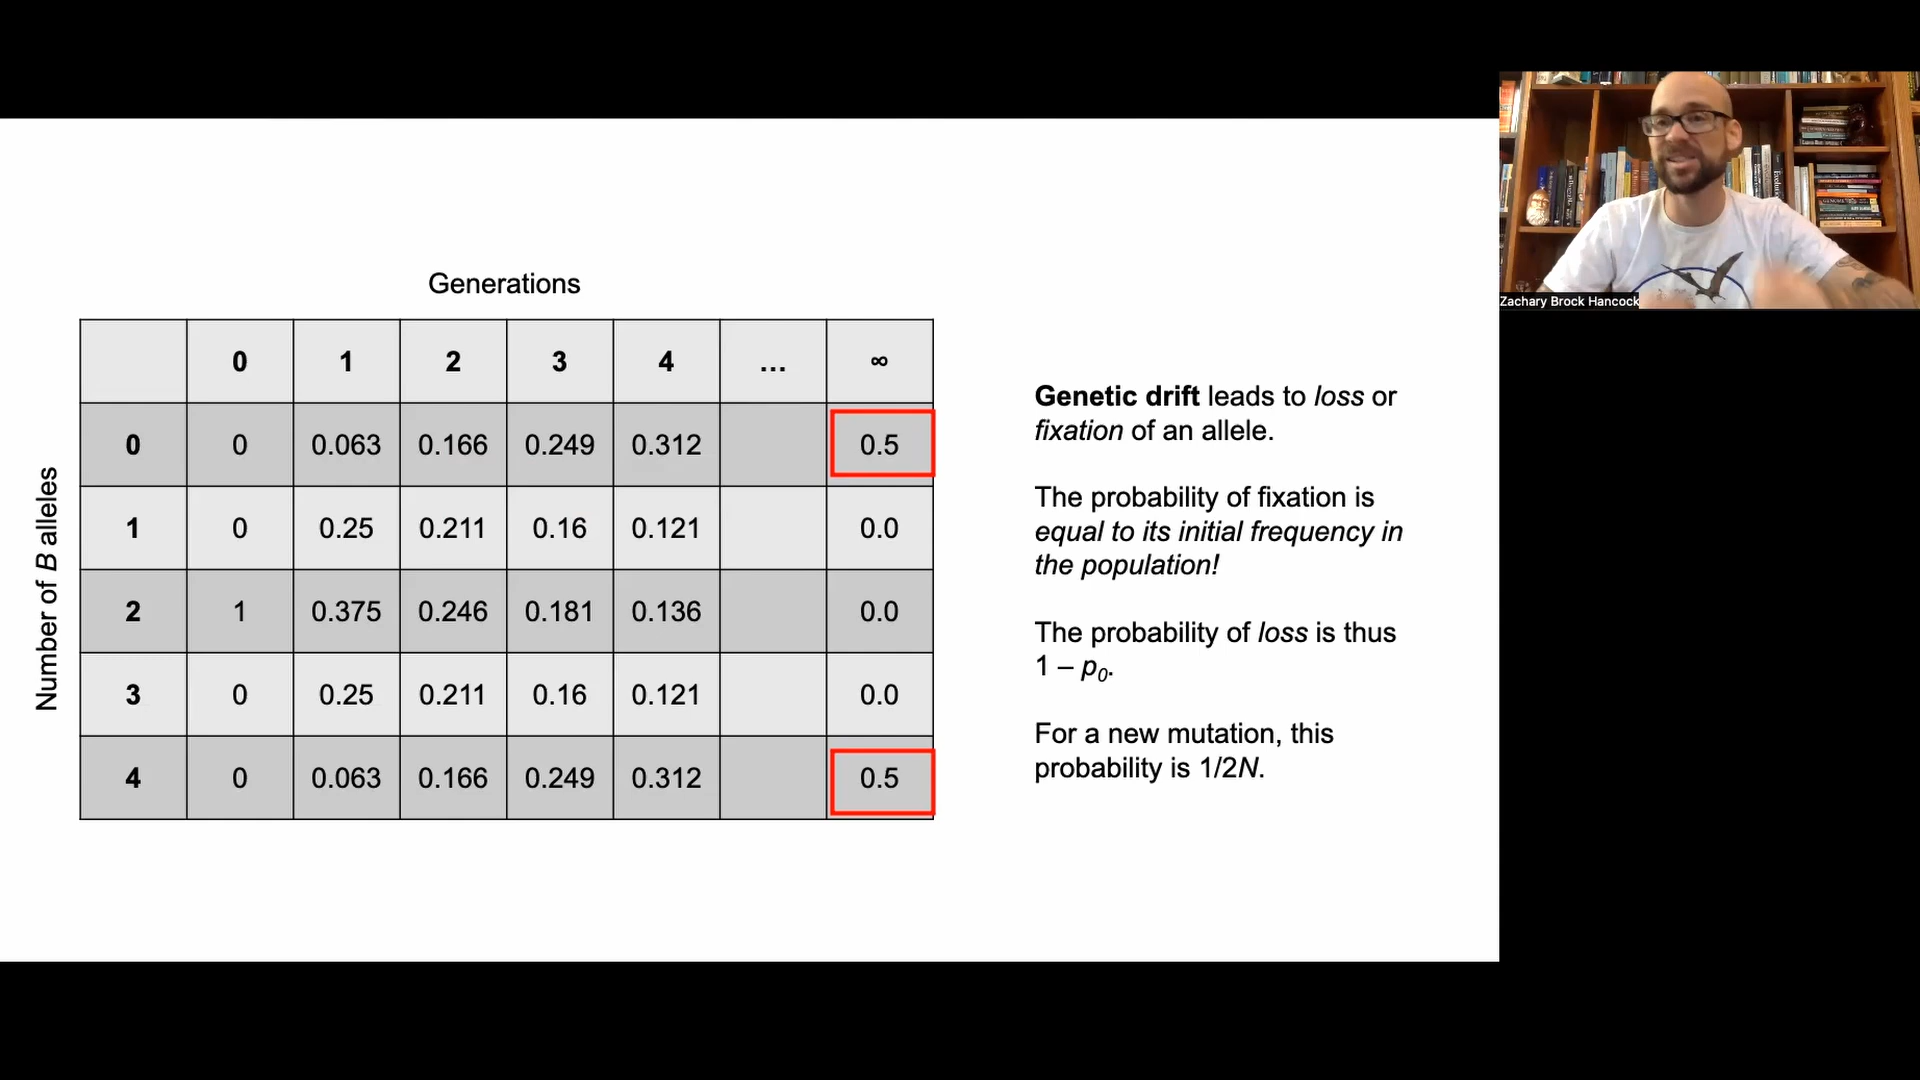 Generations
0 1 2 3 4 ... ∞
0 0 0.063 0.166 0.249 0.312 0.5
1 0 0.25 0.211 0.16 0.121 0.0
2 1 0.375 0.246 0.181 0.136 0.0
3 0 0.25 0.211 0.16 0.121 0.0
4 0 0.063 0.166 0.249 0.312 0.5
Number of B alleles
Genetic drift leads to loss or
fixation of an allele.
The probability of fixation is
equal to its initial frequency in
the population!
The probability of loss is thus
1 – p₀.
For a new mutation, this
probability is 1/2N.
Zachary Brock Hancock